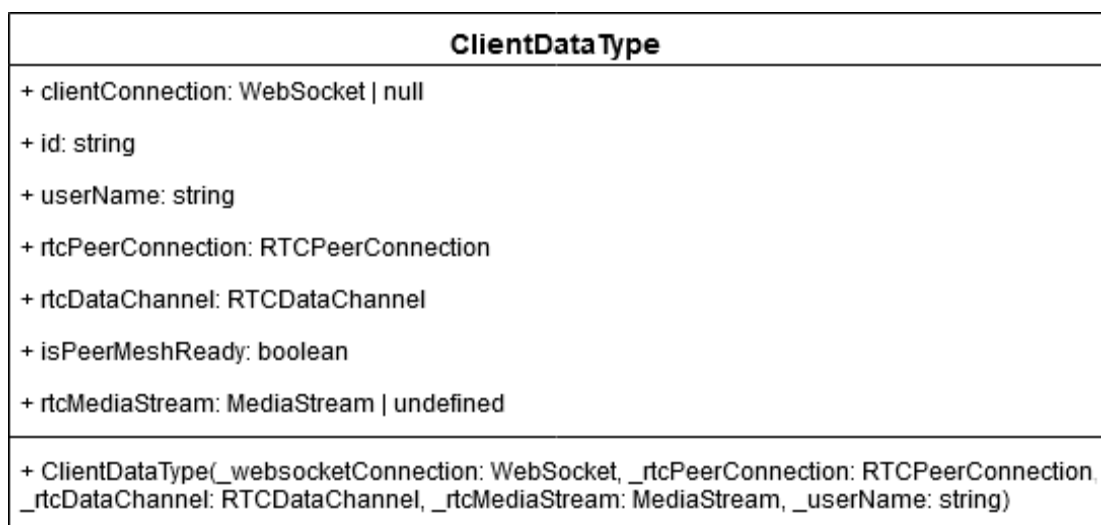 ClientDataType
+ clientConnection: WebSocket | null
+ id: string
+ userName: string
+ rtcPeerConnection: RTCPeerConnection
+ rtcDataChannel: RTCDataChannel
+ isPeerMeshReady: boolean
+ rtcMediaStream: MediaStream | undefined
+ ClientDataType(_websocketConnection: WebSocket, _rtcPeerConnection: RTCPeerConnection,
_rtcDataChannel: RTCDataChannel, _rtcMediaStream: MediaStream, _userName: string)